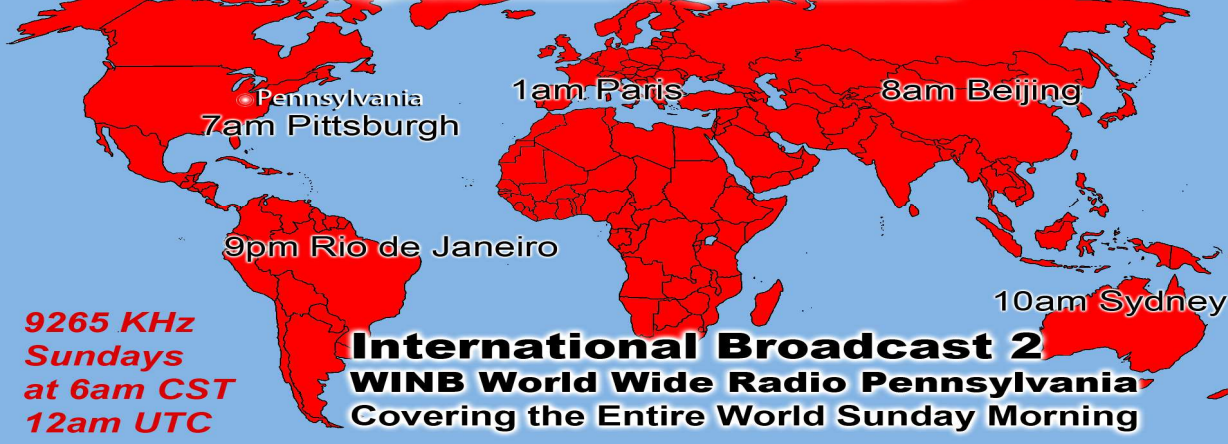 1am Paris
8am Beijing
Pennsylvania
7am Pittsburgh
9pm Rio de Janeiro
10am Sydney
9265 KHz
Sundays
at 6am CST
12am UTC
International Broadcast 2
WINB World Wide Radio Pennsylvania
Covering the Entire World Sunday Morning